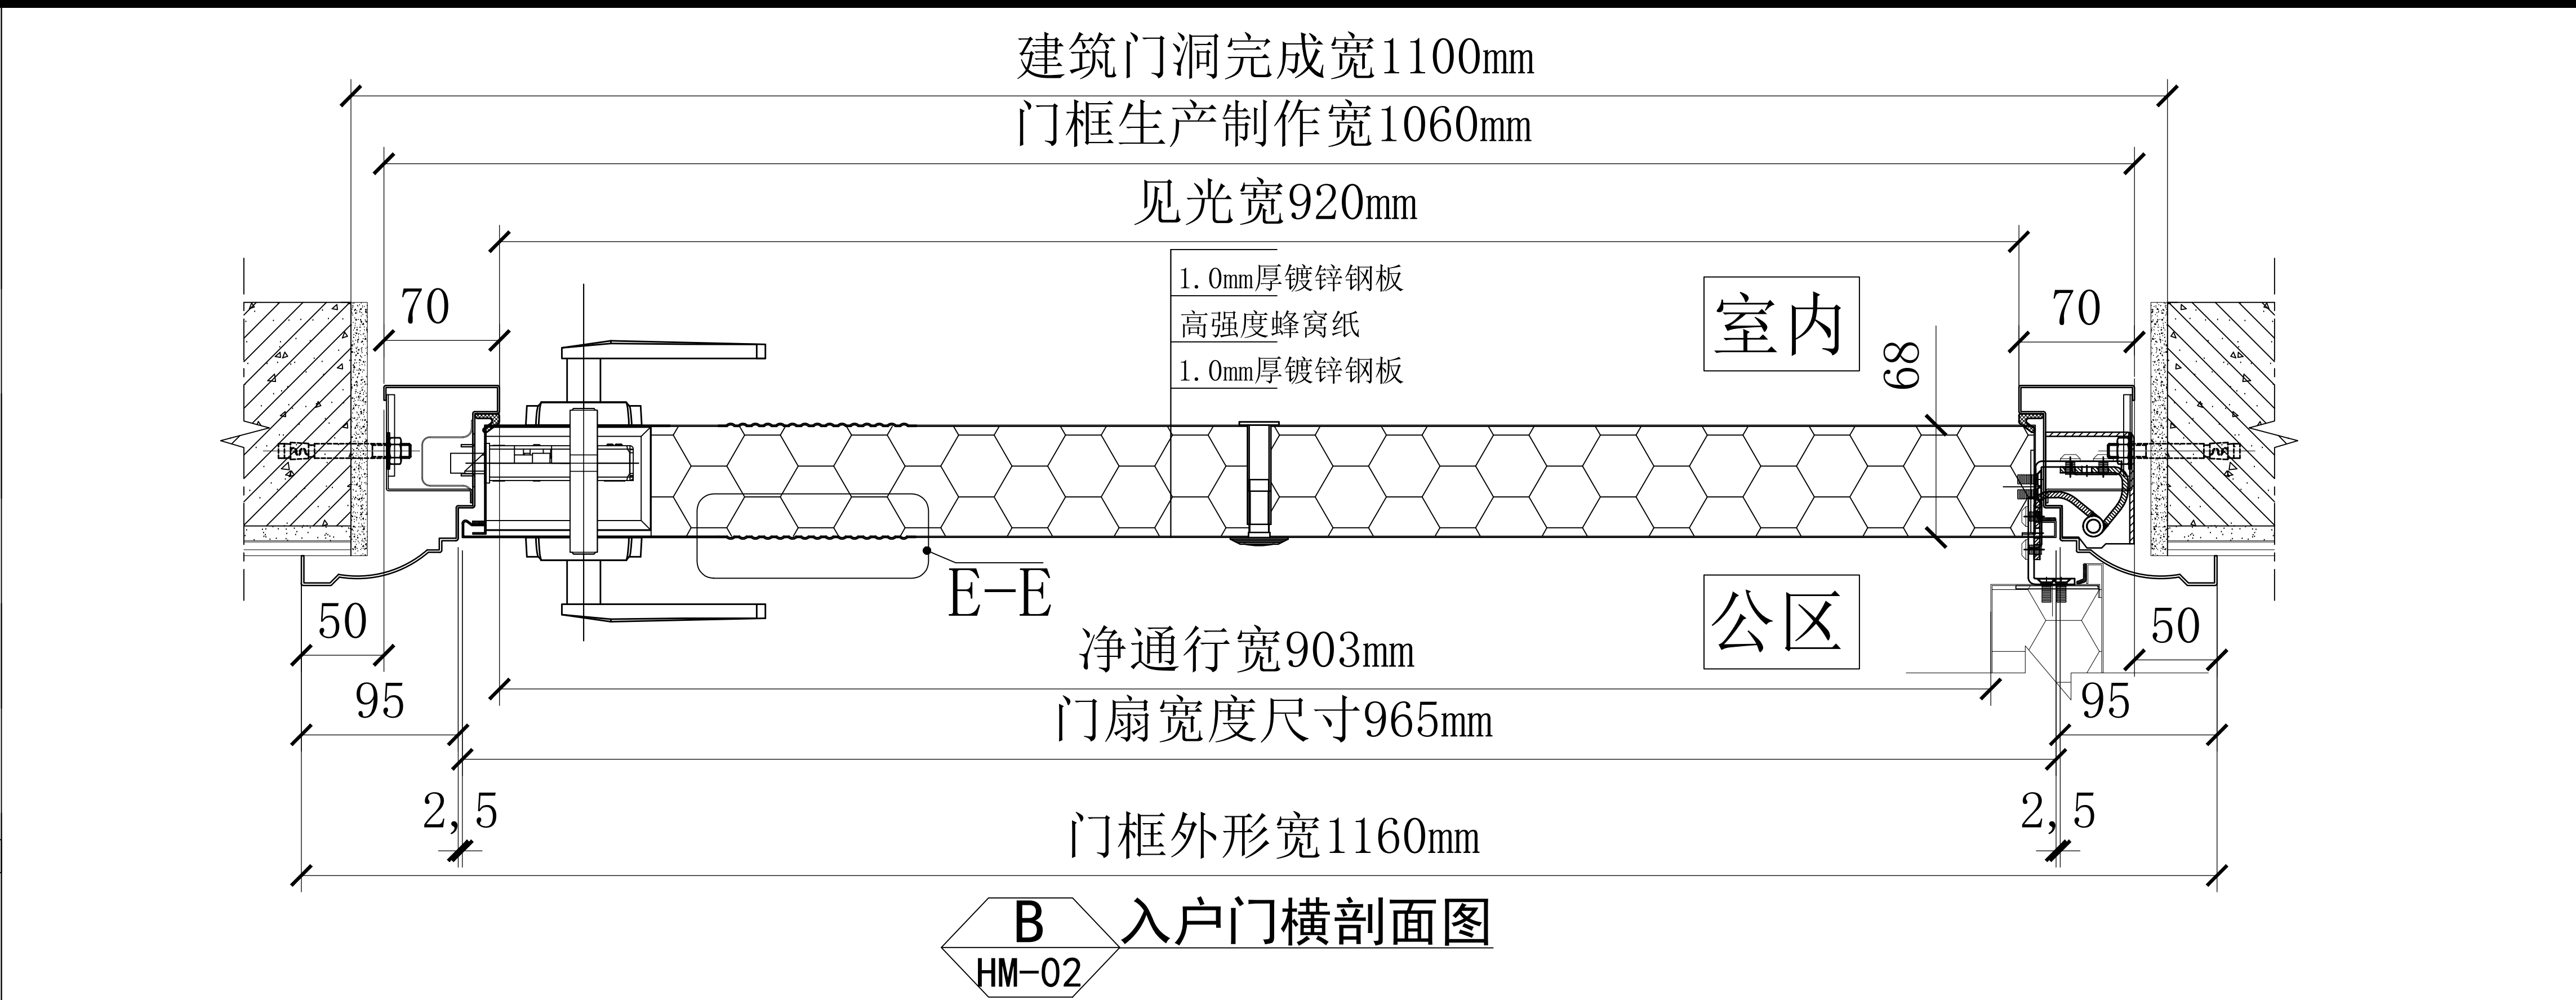 建筑门洞完成宽1100mm
门框生产制作宽1060mm
见光宽920mm
1.0mm厚镀锌钢板
高强度蜂窝纸
1.0mm厚镀锌钢板
室内
70
70
68
E-E
公区
50
50
净通行宽903mm
95
95
门扇宽度尺寸965mm
2,5
2,5
门框外形宽1160mm
B
入户门横剖面图
HM-02